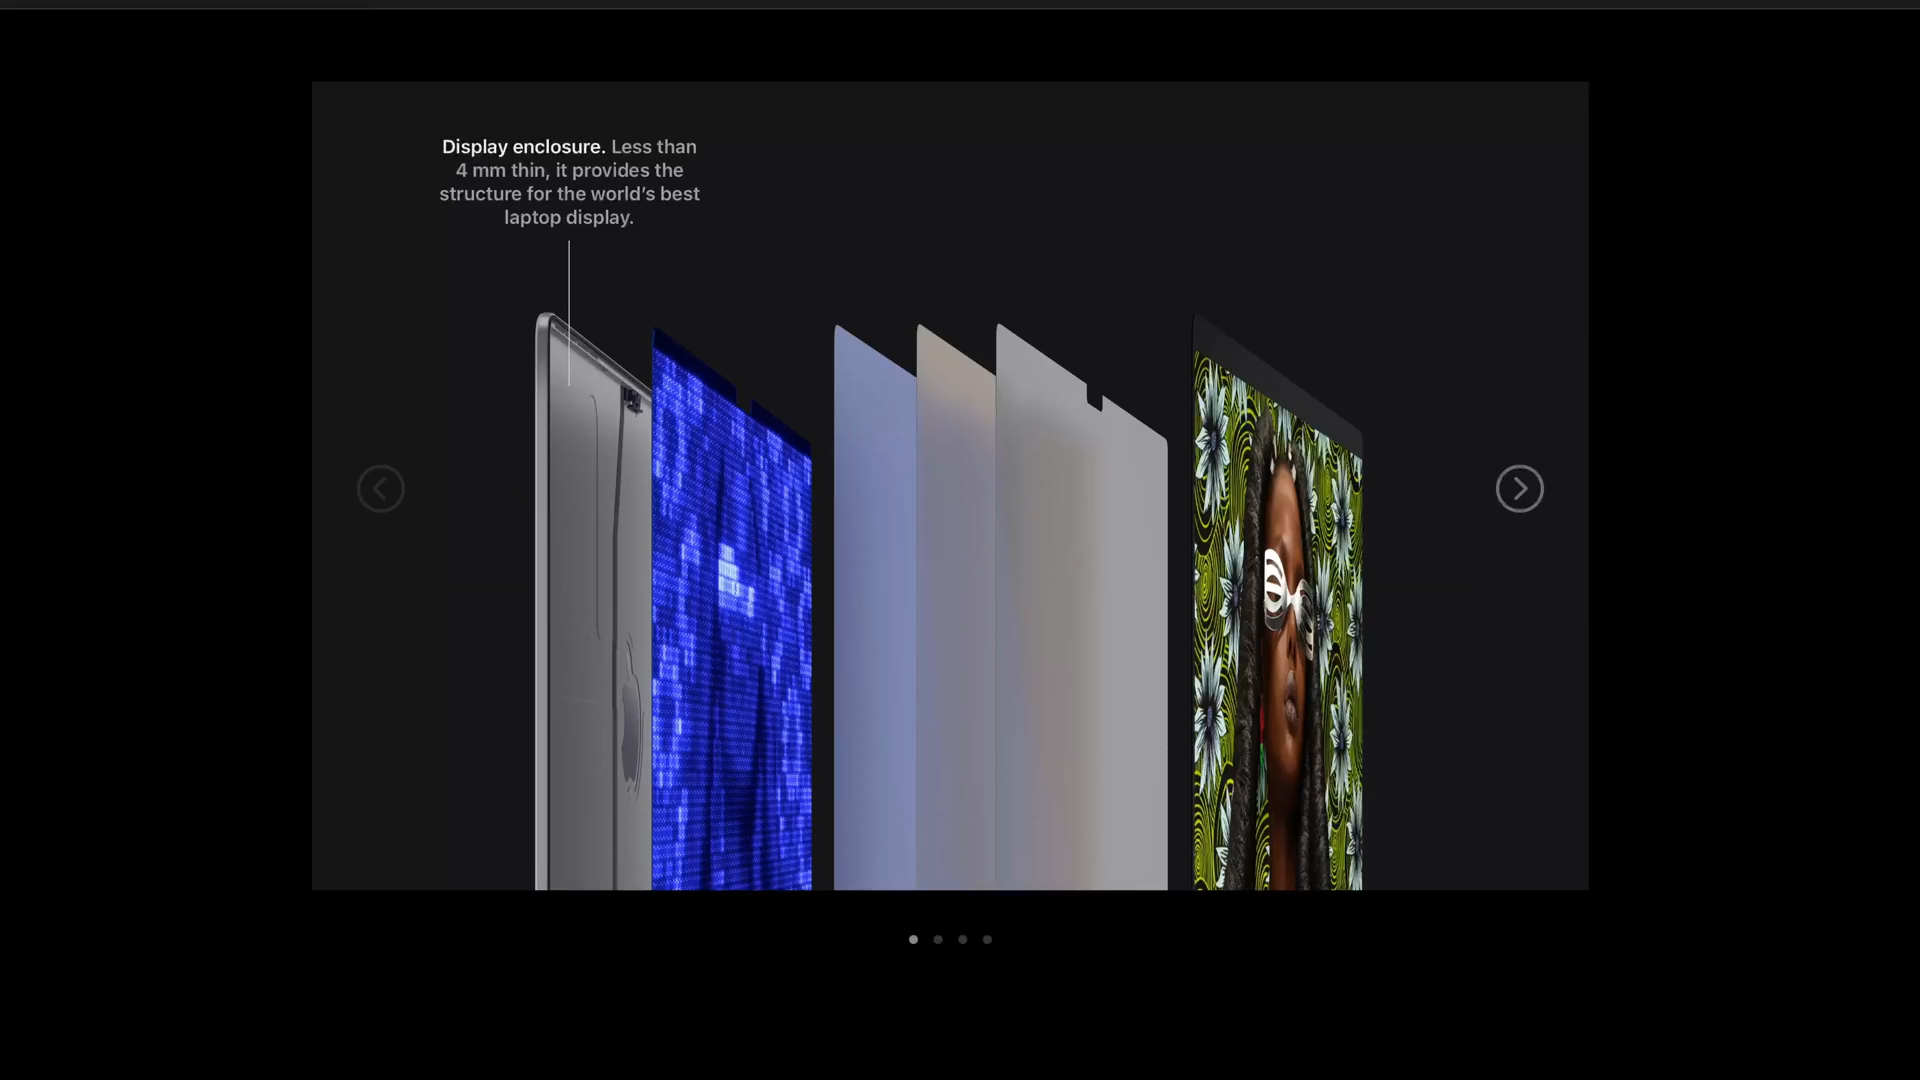 Display enclosure. Less than
4 mm thin, it provides the
structure for the world’s best
laptop display.